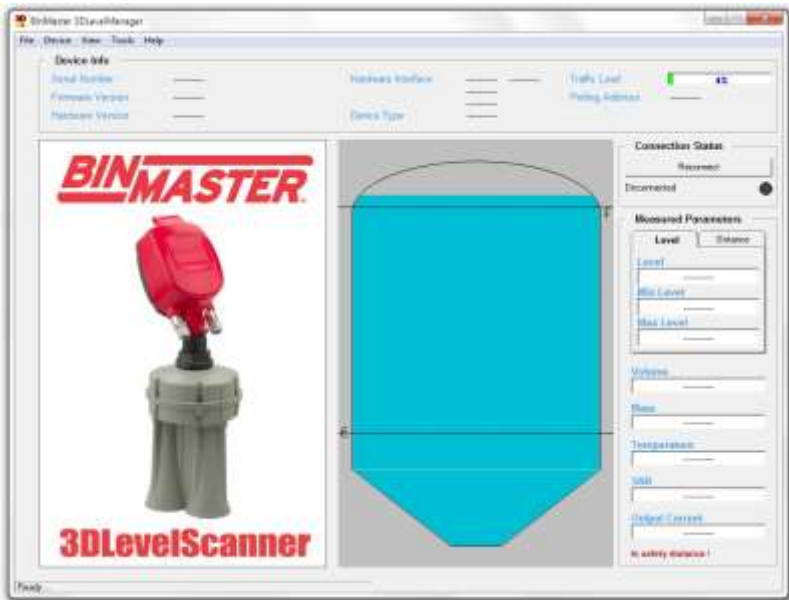 BinMaster 3DLevelManager
File Device View Tools Help
Device Info
Serial Number
Hardware Interface
Traffic Load
Firmware Version
Polling Address
Hardware Version
Device Type
BINMASTER
3DLevelScanner
F
E
Connection Status
Reconnect
Disconnected
Measured Parameters
Level Distance
Level
Min Level
Max Level
Volume
Mass
Temperature
SNR
Output Current
In safety distance !
Ready